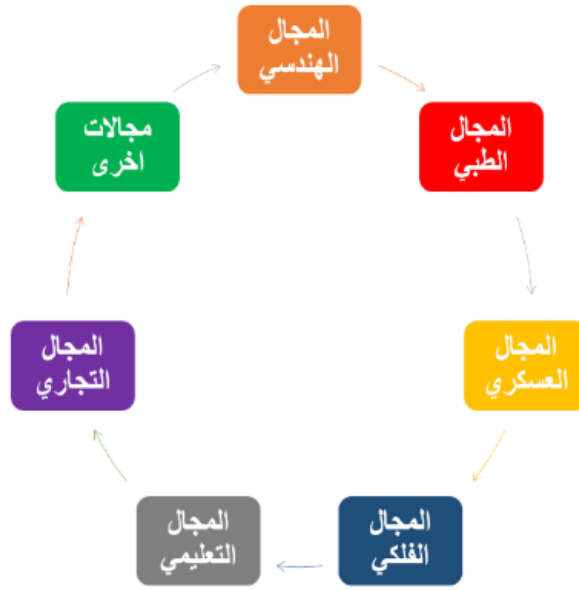 المجال
الهندسي
المجال
الطبي
المجال
العسكري
المجال
الفلكي
المجال
التعليمي
المجال
التجاري
مجالات
اخرى